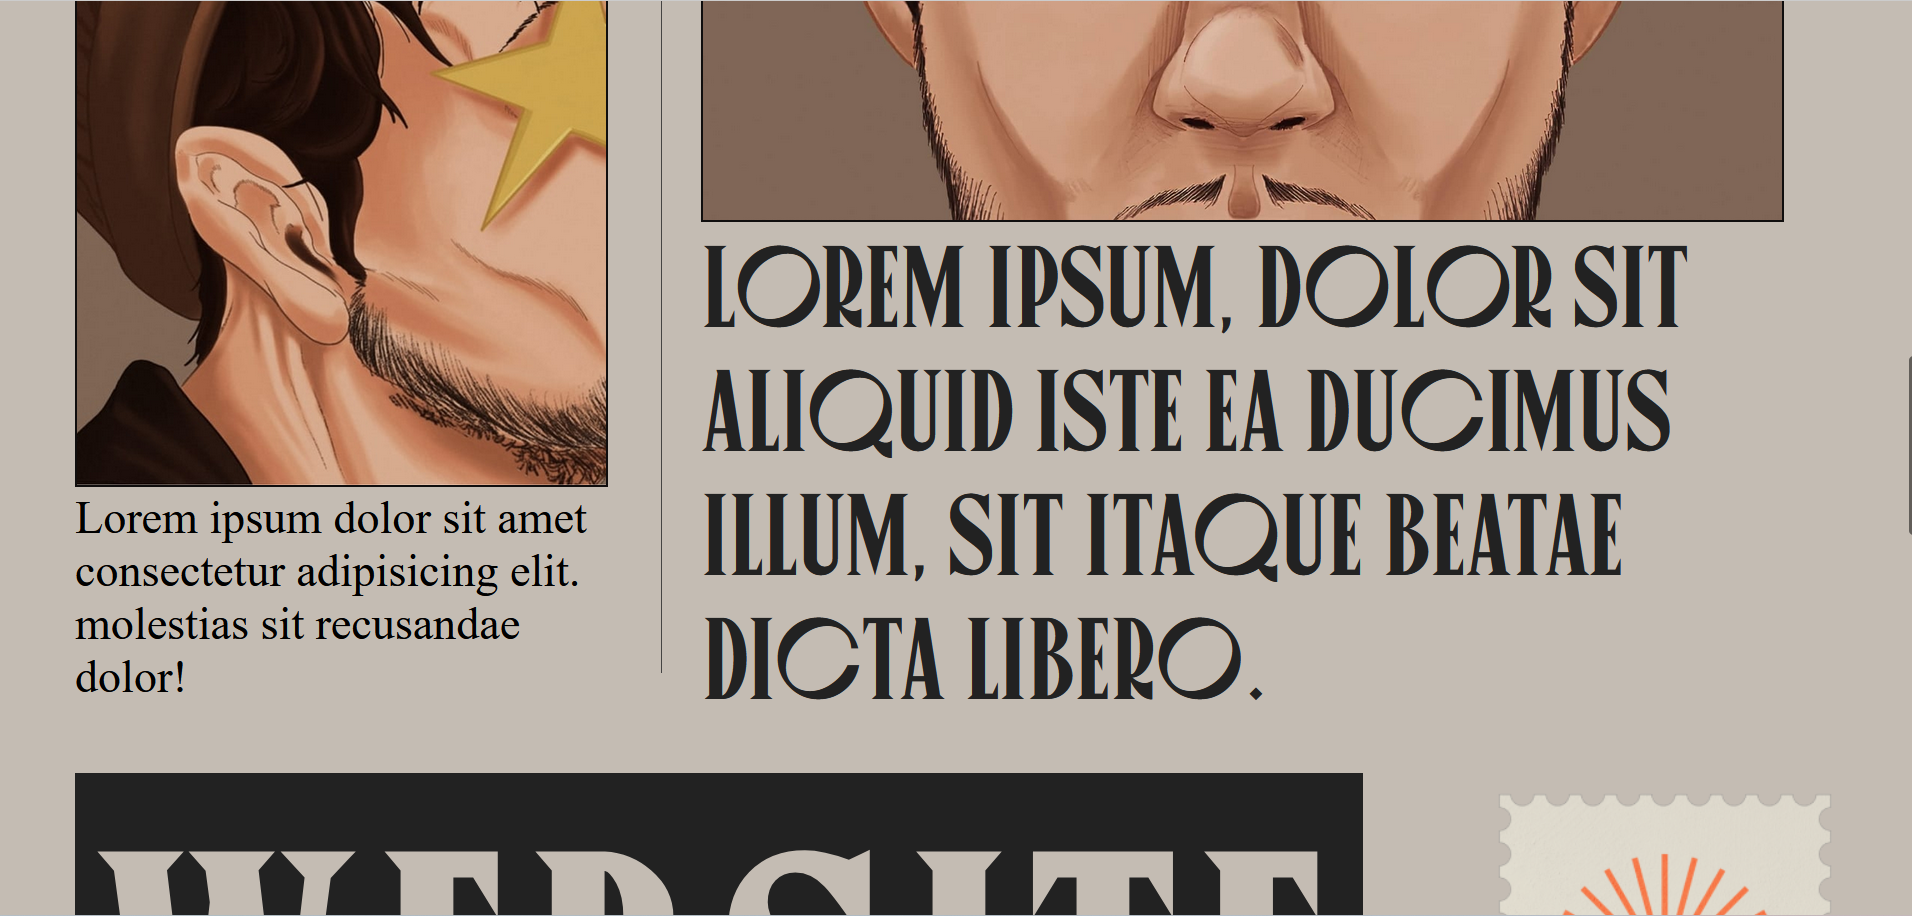 Lorem ipsum dolor sit amet
consectetur adipisicing elit.
molestias sit recusandae
dolor!
LOREM IPSUM, DOLOR SIT
ALIQUID ISTE EA DUCIMUS
ILLUM, SIT ITAQUE BEATAE
DICTA LIBERO.
WEBSITE